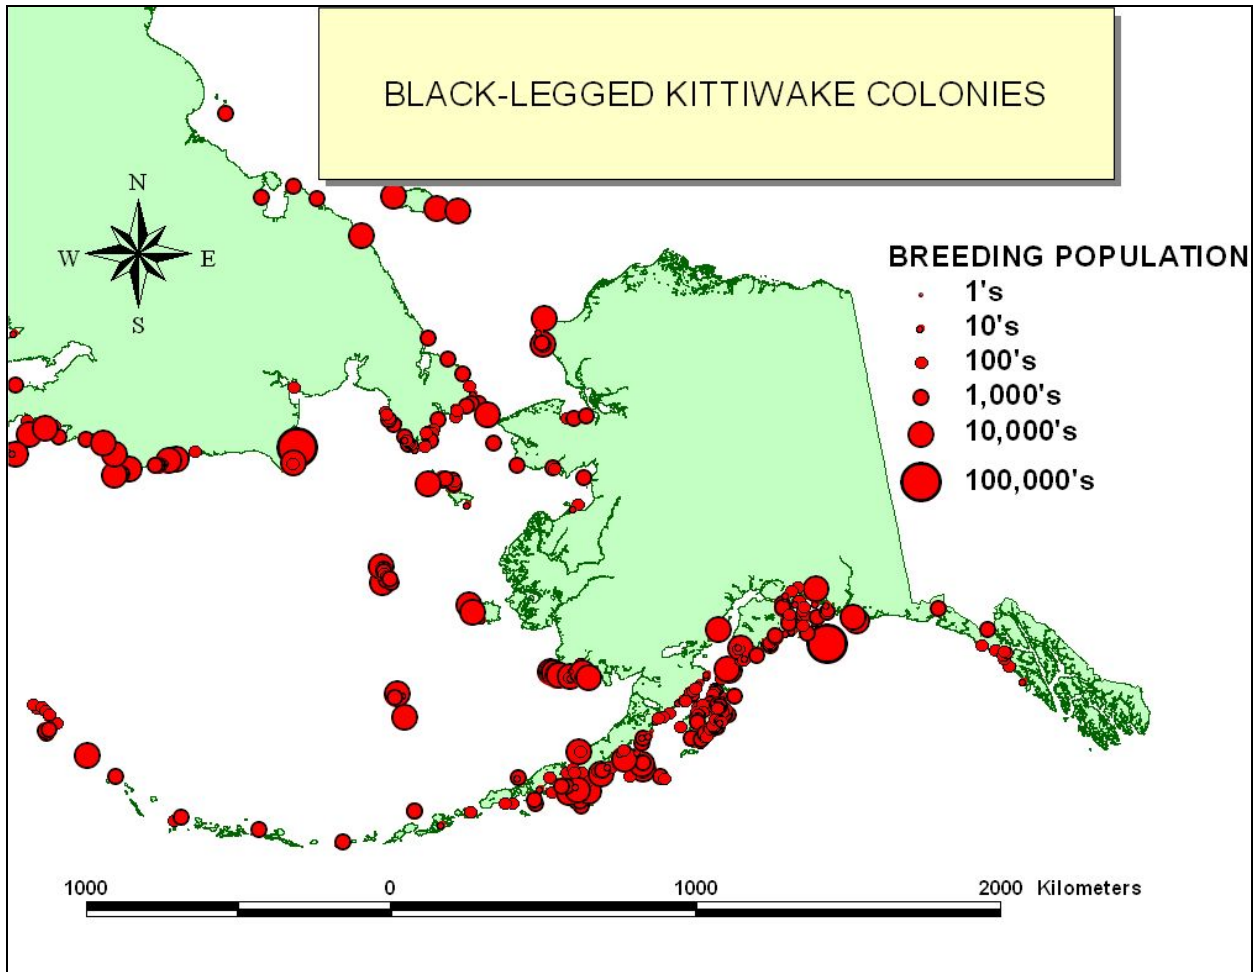 BLACK-LEGGED KITTIWAKE COLONIES
N
W E
S
BREEDING POPULATION
1's
10's
100's
1,000's
10,000's
100,000's
1000 0 1000 2000 Kilometers